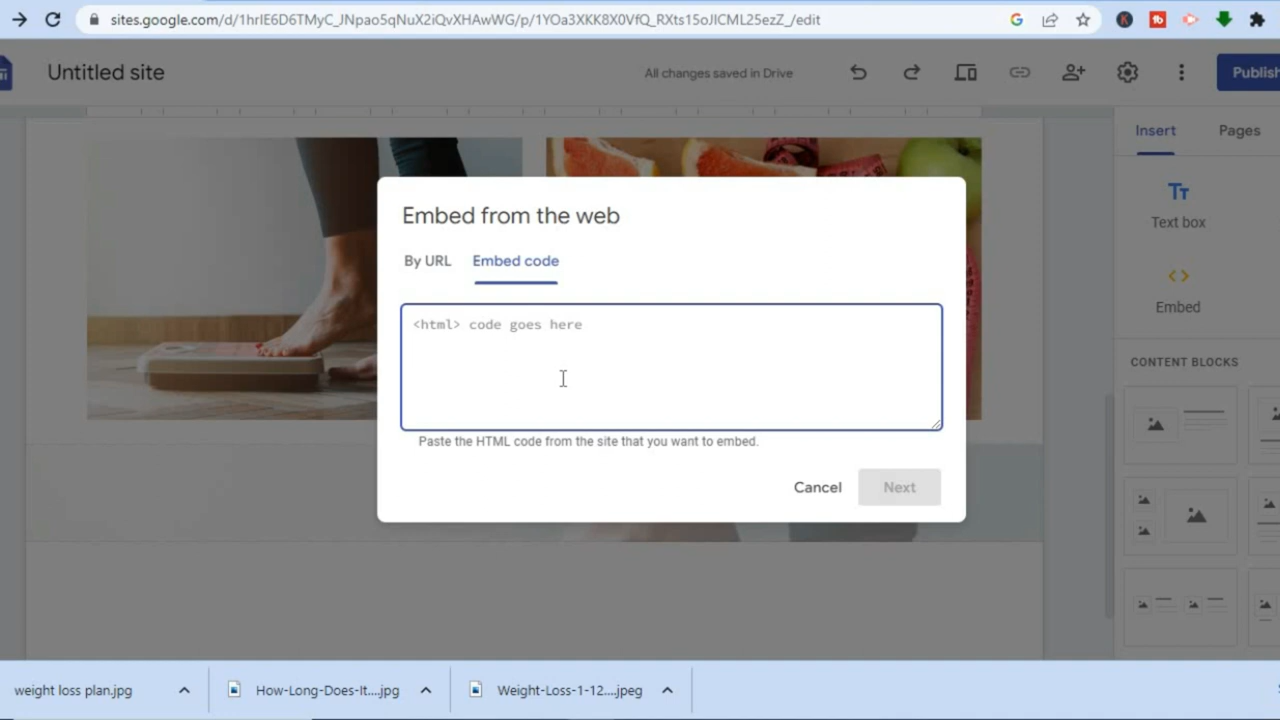 sites.google.com/d/1hrIE6D6TMyC_JNpao5qNuX2iQvXHAwWG/p/1YOa3XKK8X0VfQ_RXts15oJICML25ezZ_/edit
Untitled site
All changes saved in Drive
Publish
Insert
Pages
Embed from the web
By URL
Embed code
<html> code goes here
Paste the HTML code from the site that you want to embed.
Cancel
Next
Tт
Text box
Embed
CONTENT BLOCKS
weight loss plan.jpg
How-Long-Does-It....jpg
Weight-Loss-1-12....jpeg